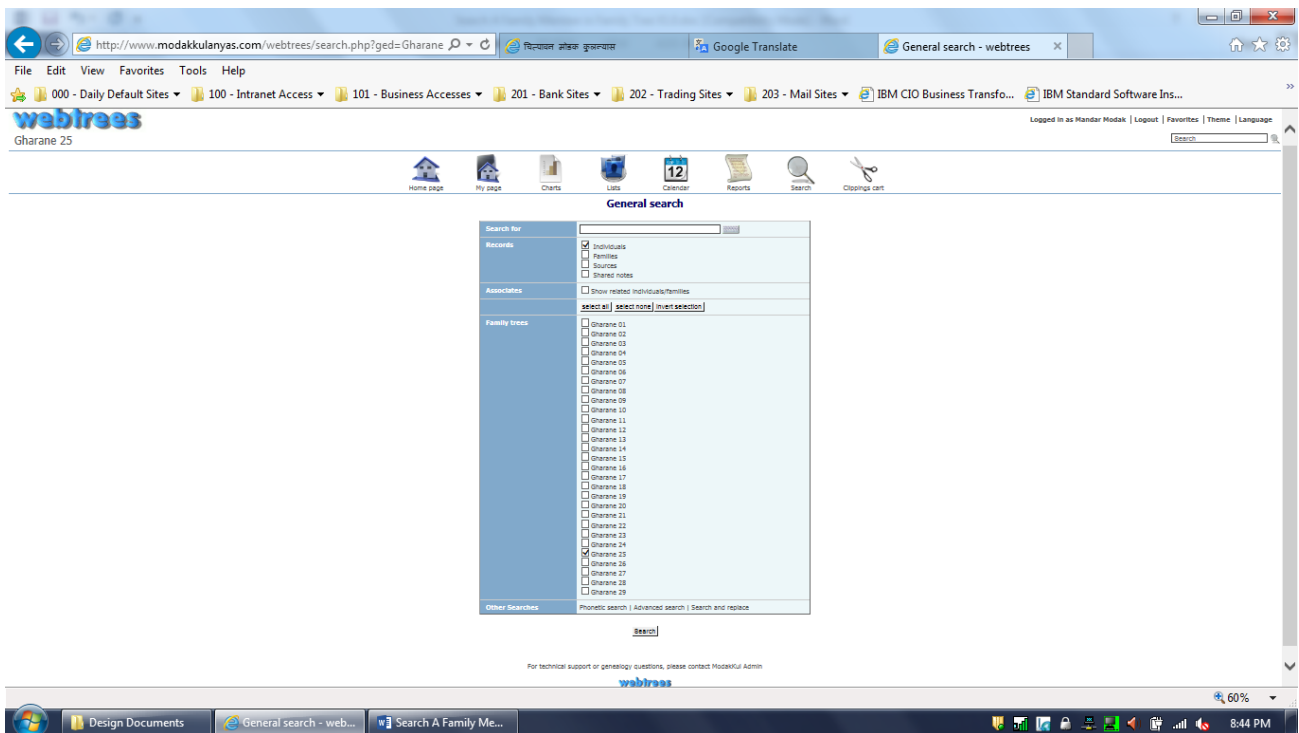 http://www.modakkulanyas.com/webtrees/search.php?ged=Gharane
चित्पावन मोडक कुलन्यास
Google Translate
General search - webtrees
File Edit View Favorites Tools Help
000 - Daily Default Sites 100 - Intranet Access 101 - Business Accesses 201 - Bank Sites 202 - Trading Sites 203 - Mail Sites IBM CIO Business Transfo... IBM Standard Software Ins...
webtrees
Logged in as Mandar Modak | Logout | Favorites | Theme | Language
Gharane 25
Search
Home page My page Charts Lists Calendar Reports Search Clippings cart
12
General search
Search for
Records
Individuals
Families
Sources
Shared notes
Associates
Show related individuals/families
select all select none invert selection
Family trees
Gharane 01
Gharane 02
Gharane 03
Gharane 04
Gharane 05
Gharane 06
Gharane 07
Gharane 08
Gharane 09
Gharane 10
Gharane 11
Gharane 12
Gharane 13
Gharane 14
Gharane 15
Gharane 16
Gharane 17
Gharane 18
Gharane 19
Gharane 20
Gharane 21
Gharane 22
Gharane 23
Gharane 24
Gharane 25
Gharane 26
Gharane 27
Gharane 28
Gharane 29
Other Searches
Phonetic search | Advanced search | Search and replace
Search
For technical support or genealogy questions, please contact ModakKul Admin
webtrees
60%
Design Documents
General search - web...
Search A Family Me...
8:44 PM